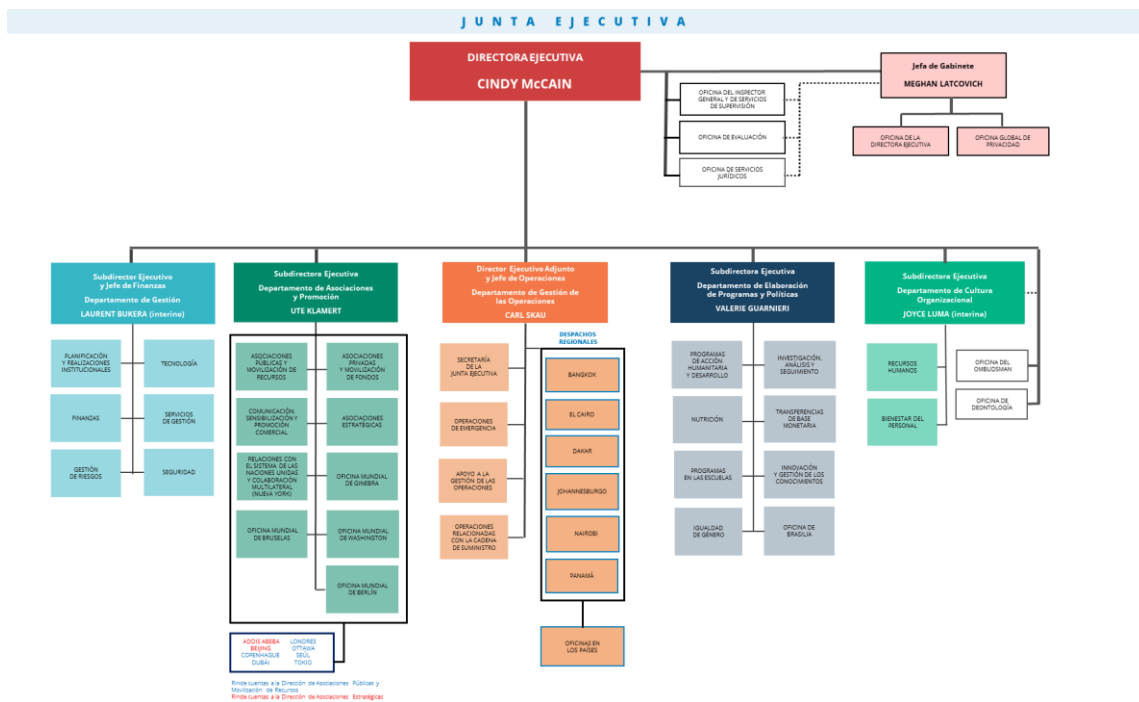 JUNTA EJECUTIVA
DIRECTORA EJECUTIVA
CINDY McCAIN
Jefa de Gabinete
MEGHAN LATCOVICH
OFICINA DEL INSPECTOR
GENERAL Y DE SERVICIOS
DE SUPERVISIÓN
OFICINA DE EVALUACIÓN
OFICINA DE SERVICIOS
JURÍDICOS
OFICINA DE LA
DIRECTORA EJECUTIVA
OFICINA GLOBAL DE
PRIVACIDAD
Subdirector Ejecutivo
y Jefe de Finanzas
Departamento de Gestión
LAURENT BUKERA (interino)
PLANIFICACIÓN
Y REALIZACIONES
INSTITUCIONALES
TECNOLOGÍA
FINANZAS
SERVICIOS
DE GESTIÓN
GESTIÓN
DE RIESGOS
SEGURIDAD
Subdirectora Ejecutiva
Departamento de Asociaciones
y Promoción
UTE KLAMERT
ASOCIACIONES
PÚBLICAS Y
MOVILIZACIÓN DE
RECURSOS
ASOCIACIONES
PRIVADAS
Y MOVILIZACIÓN
DE FONDOS
COMUNICACIÓN,
SENSIBILIZACIÓN Y
PROMOCIÓN
COMERCIAL
ASOCIACIONES
ESTRATÉGICAS
RELACIONES CON
EL SISTEMA DE LAS
NACIONES UNIDAS
Y COLABORACIÓN
MULTILATERAL
(NUEVA YORK)
OFICINA MUNDIAL
DE GINEBRA
OFICINA MUNDIAL
DE BRUSELAS
OFICINA MUNDIAL
DE WASHINGTON
OFICINA MUNDIAL
DE BERLÍN
ADDIS ABEBA LONDRES
BEIJING OTTAWA
COPENHAGUE SEÚL
DUBÁI TOKIO
Rinde cuentas a la Dirección de Asociaciones Públicas y
Movilización de Recursos
Rinde cuentas a la Dirección de Asociaciones Estratégicas
Director Ejecutivo Adjunto
y Jefe de Operaciones
Departamento de Gestión de
las Operaciones
CARL SKAU
DESPACHOS
REGIONALES
SECRETARÍA
DE LA
JUNTA EJECUTIVA
OPERACIONES
DE EMERGENCIA
APOYO A LA
GESTIÓN DE LAS
OPERACIONES
OPERACIONES
RELACIONADAS
CON LA CADENA
DE SUMINISTRO
BANGKOK
EL CAIRO
DAKAR
JOHANNESBURGO
NAIROBI
PANAMÁ
OFICINAS EN
LOS PAÍSES
Subdirectora Ejecutiva
Departamento de Elaboración
de Programas y Políticas
VALERIE GUARNIERI
PROGRAMAS
DE ACCIÓN
HUMANITARIA
Y DESARROLLO
INVESTIGACIÓN,
ANÁLISIS Y
SEGUIMIENTO
NUTRICIÓN
TRANSFERENCIAS
DE BASE
MONETARIA
PROGRAMAS
EN LAS ESCUELAS
INNOVACIÓN
Y GESTIÓN DE LOS
CONOCIMIENTOS
IGUALDAD
DE GÉNERO
OFICINA DE
BRASILIA
Subdirectora Ejecutiva
Departamento de Cultura
Organizacional
JOYCE LUMA (interina)
RECURSOS
HUMANOS
OFICINA DEL
OMBUDSMAN
BIENESTAR DEL
PERSONAL
OFICINA DE
DEONTOLOGÍA